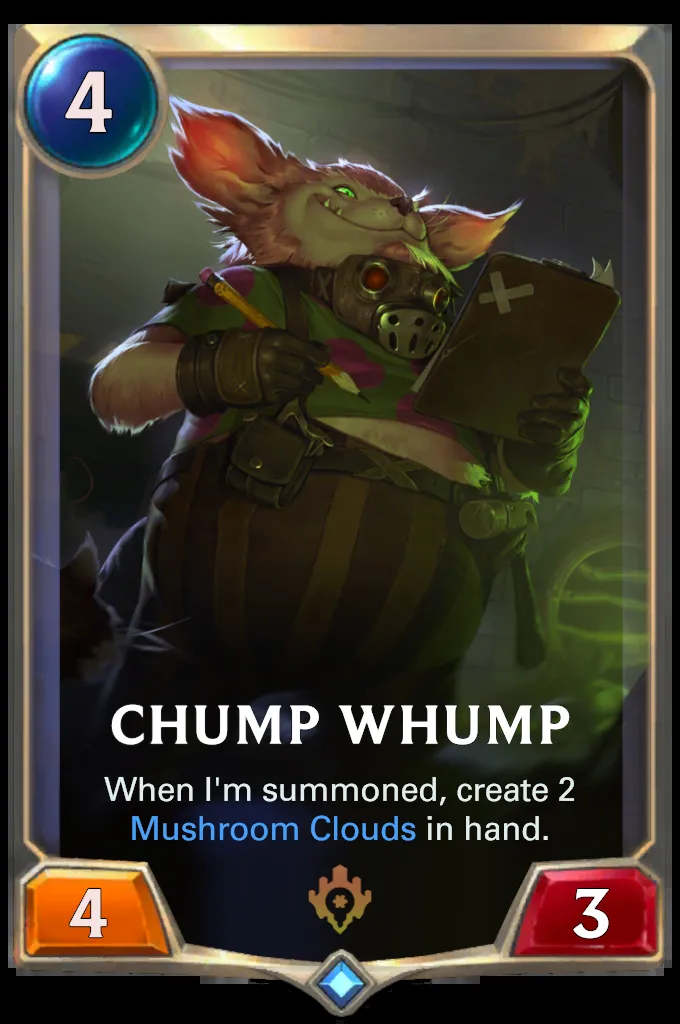 4
CHUMP WHUMP
When I'm summoned, create 2
Mushroom Clouds in hand.
4
3